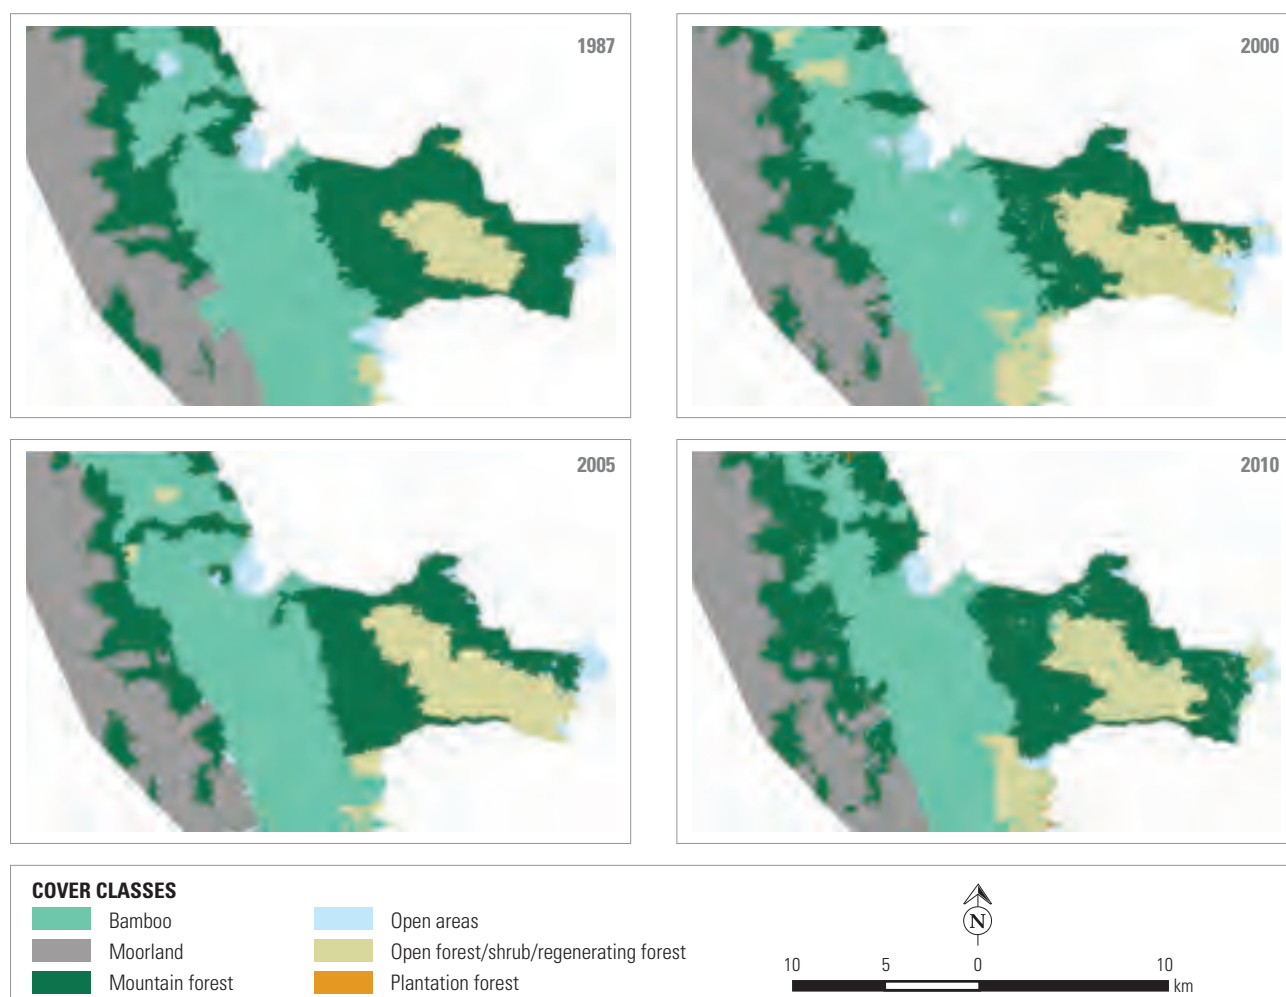 1987
2000
2005
2010
COVER CLASSES
Bamboo
Moorland
Mountain forest
Open areas
Open forest/shrub/regenerating forest
Plantation forest
N
10 5 0 10
km